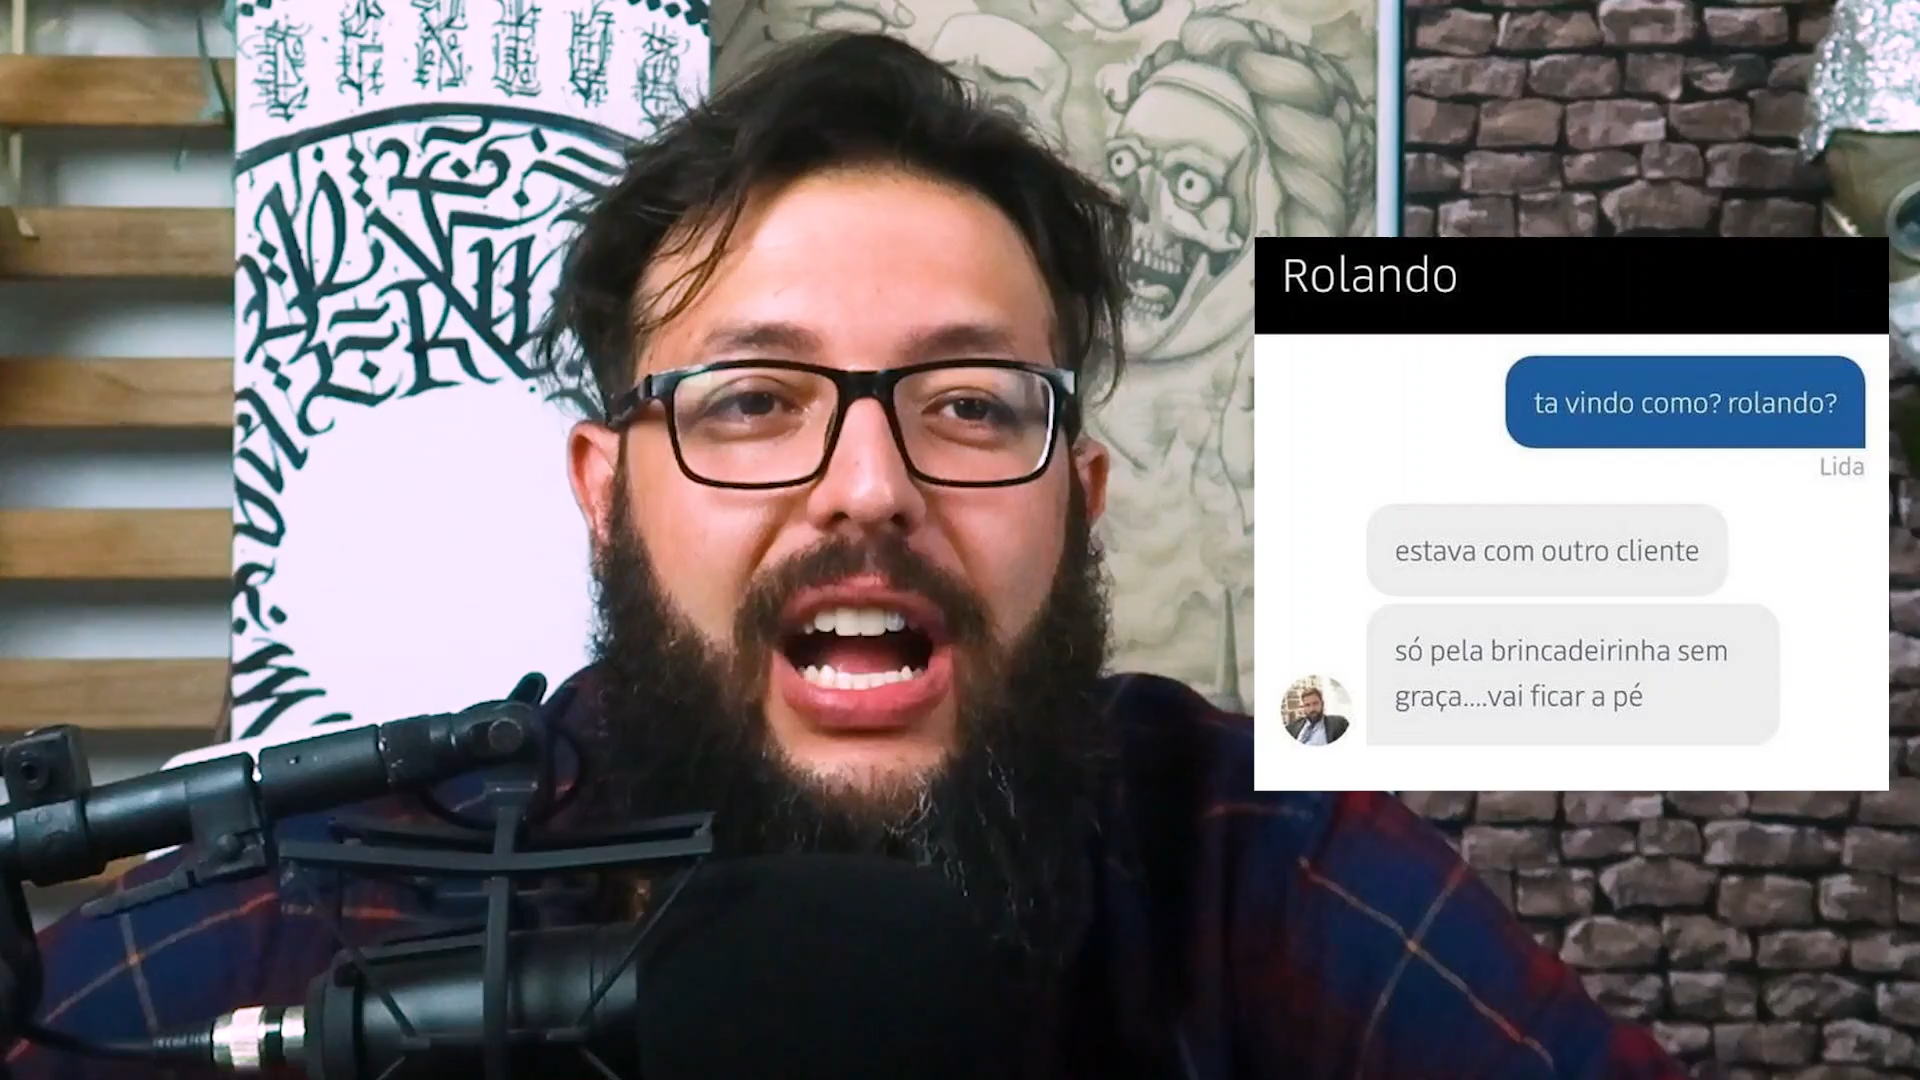 Rolando
ta vindo como? rolando?
Lida
estava com outro cliente
só pela brincadeirinha sem
graça....vai ficar a pé